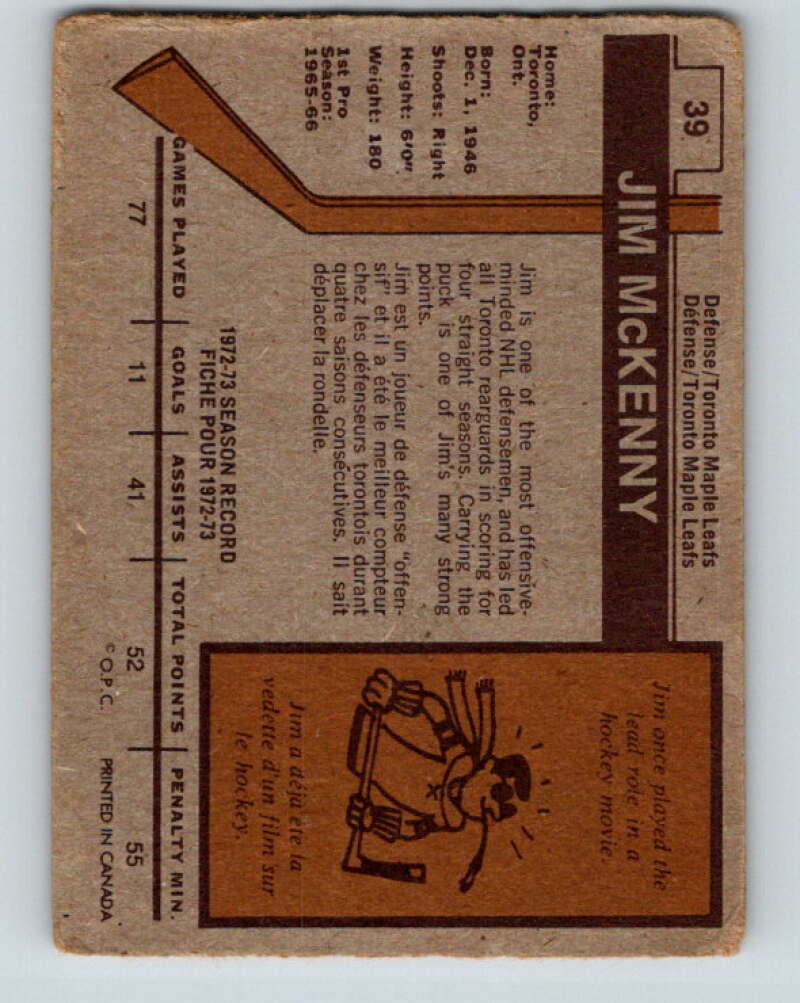 39
Defense/Toronto Maple Leafs
Défense/Toronto Maple Leafs
JIM McKENNY
Home:
Toronto,
Ont.
Born:
Dec. 1, 1946
Shoots: Right
Height: 6'0"
Weight: 180
1st Pro
Season:
1965-66
Jim is one of the most offensive-
minded NHL defensemen, and has led
all Toronto rearguards in scoring for
four straight seasons. Carrying the
puck is one of Jim's many strong
points.
Jim est un joueur de défense "offen-
sif" et il a été le meilleur compteur
chez les défenseurs torontois durant
quatre saisons consécutives. Il sait
déplacer la rondelle.
Jim once played the
lead role in a
hockey movie.
Jim a déja été la
vedette d'un film sur
le hockey.
1972-73 SEASON RECORD
FICHE POUR 1972-73
GAMES PLAYED GOALS ASSISTS TOTAL POINTS PENALTY MIN.
77 11 41 52 55
© O.P.C. PRINTED IN CANADA